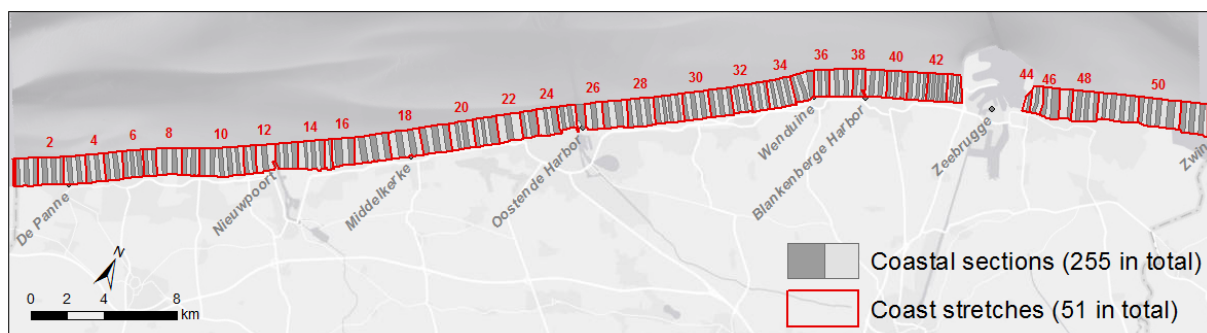 2 4 6 8 10 12 14 16 18 20 22 24 26 28 30 32 34 36 38 40 42 44 46 48 50
De Panne
Nieuwpoort
Middelkerke
Oostende Harbor
Wenduine
Blankenberge Harbor
Zeebrugge
Zwin
N
0 2 4 8
km
Coastal sections (255 in total)
Coast stretches (51 in total)